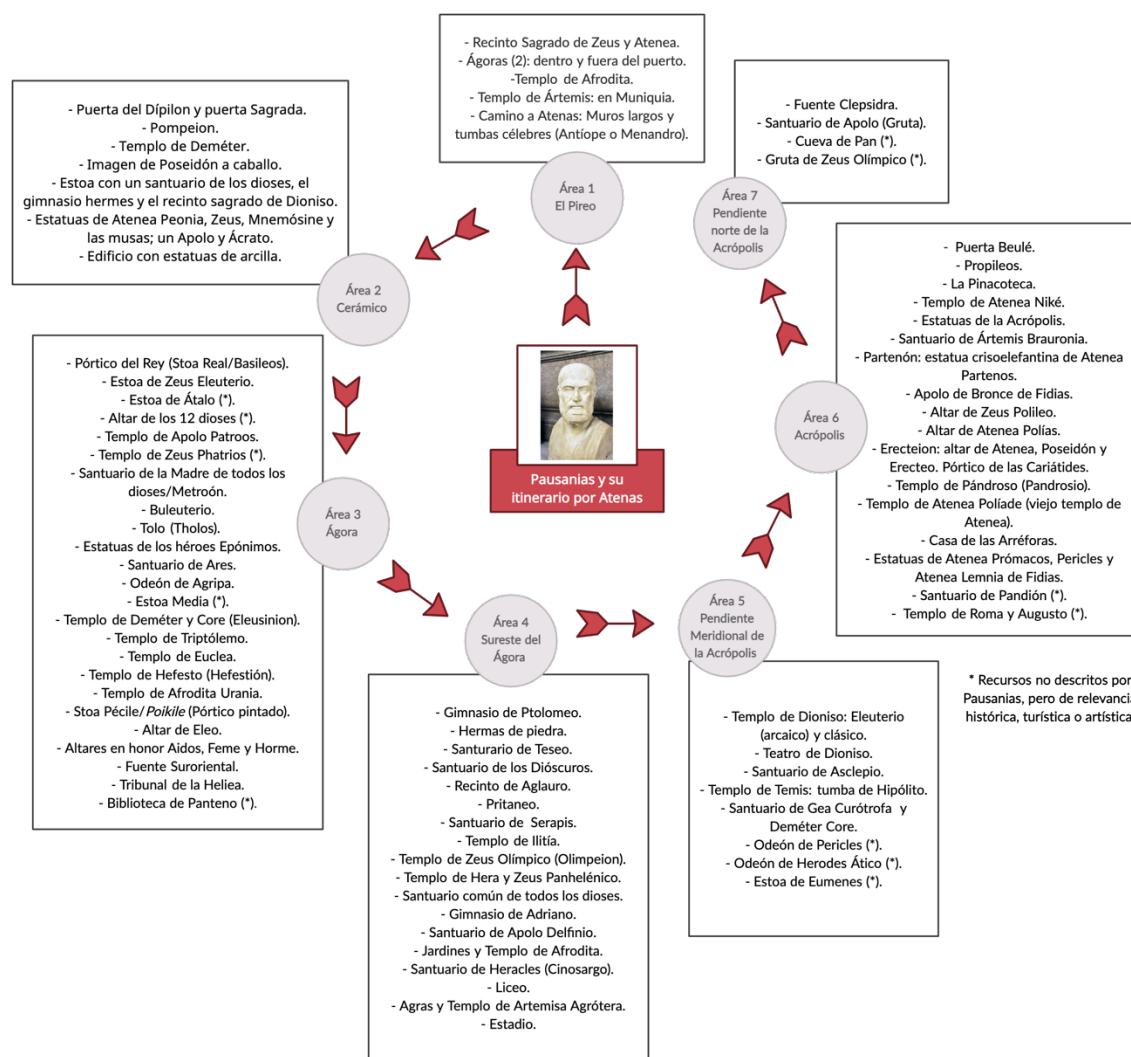 Pausanias y su
itinerario por Atenas
Área 1
El Pireo
- Recinto Sagrado de Zeus y Atenea.
- Ágoras (2): dentro y fuera del puerto.
-Templo de Afrodita.
- Templo de Ártemis: en Muniquia.
- Camino a Atenas: Muros largos y
tumbas célebres (Antíope o Menandro).
Área 2
Cerámico
- Puerta del Dípilon y puerta Sagrada.
- Pompeion.
- Templo de Deméter.
- Imagen de Poseidón a caballo.
- Estoa con un santuario de los dioses, el
gimnasio hermes y el recinto sagrado de Dioniso.
- Estatuas de Atenea Peonia, Zeus, Mnemósine y
las musas; un Apolo y Ácrato.
- Edificio con estatuas de arcilla.
Área 3
Ágora
- Pórtico del Rey (Stoa Real/Basileos).
- Estoa de Zeus Eleuterio.
- Estoa de Átalo (*).
- Altar de los 12 dioses (*).
- Templo de Apolo Patroos.
- Templo de Zeus Phatrios (*).
- Santuario de la Madre de todos los
dioses/Metroón.
- Buleuterio.
- Tolo (Tholos).
- Estatuas de los héroes Epónimos.
- Santuario de Ares.
- Odeón de Agripa.
- Estoa Media (*).
- Templo de Deméter y Core (Eleusinion).
- Templo de Triptólemo.
- Templo de Euclea.
- Templo de Hefesto (Hefestión).
- Templo de Afrodita Urania.
- Stoa Pécile/Poikile (Pórtico pintado).
- Altar de Eleo.
- Altares en honor Aidos, Feme y Horme.
- Fuente Suroriental.
- Tribunal de la Heliea.
- Biblioteca de Panteno (*).
Área 4
Sureste del
Ágora
- Gimnasio de Ptolomeo.
- Hermas de piedra.
- Santurario de Teseo.
- Santuario de los Dióscuros.
- Recinto de Aglauro.
- Pritaneo.
- Santuario de Serapis.
- Templo de Ilitía.
- Templo de Zeus Olímpico (Olimpeion).
- Templo de Hera y Zeus Panhelénico.
- Santuario común de todos los dioses.
- Gimnasio de Adriano.
- Santuario de Apolo Delfinio.
- Jardines y Templo de Afrodita.
- Santuario de Heracles (Cinosargo).
- Liceo.
- Agras y Templo de Artemisa Agrótera.
- Estadio.
Área 5
Pendiente
Meridional de
la Acrópolis
- Templo de Dioniso: Eleuterio
(arcaico) y clásico.
- Teatro de Dioniso.
- Santuario de Asclepio.
- Templo de Temis: tumba de Hipólito.
- Santuario de Gea Curótrofa y
Deméter Core.
- Odeón de Pericles (*).
- Odeón de Herodes Ático (*).
- Estoa de Eumenes (*).
Área 6
Acrópolis
- Puerta Beulé.
- Propileos.
- La Pinacoteca.
- Templo de Atenea Niké.
- Estatuas de la Acrópolis.
- Santuario de Ártemis Brauronia.
- Partenón: estatua crisoelefantina de Atenea
Partenos.
- Apolo de Bronce de Fidias.
- Altar de Zeus Polileo.
- Altar de Atenea Polías.
- Erecteion: altar de Atenea, Poseidón y
Erecteo. Pórtico de las Cariátides.
- Templo de Pándroso (Pandrosio).
- Templo de Atenea Políade (viejo templo de
Atenea).
- Casa de las Arréforas.
- Estatuas de Atenea Prómacos, Pericles y
Atenea Lemnia de Fidias.
- Santuario de Pandión (*).
- Templo de Roma y Augusto (*).
Área 7
Pendiente
norte de la
Acrópolis
- Fuente Clepsidra.
- Santuario de Apolo (Gruta).
- Cueva de Pan (*).
- Gruta de Zeus Olímpico (*).
* Recursos no descritos por
Pausanias, pero de relevancia
histórica, turística o artística